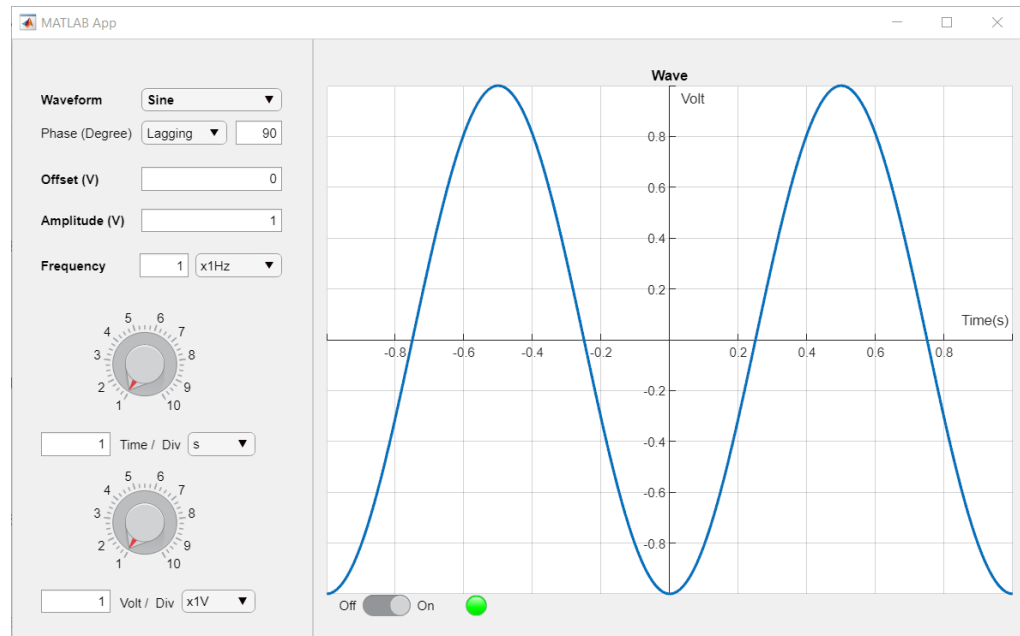 MATLAB App
Waveform Sine
Phase (Degree) Lagging 90
Offset (V) 0
Amplitude (V) 1
Frequency 1 x1Hz
1 2 3 4 5 6 7 8 9 10
1 Time / Div s
1 2 3 4 5 6 7 8 9 10
1 Volt / Div x1V
Wave
Volt
0.8
0.6
0.4
0.2
Time(s)
-0.8 -0.6 -0.4 -0.2 0.2 0.4 0.6 0.8
-0.2
-0.4
-0.6
-0.8
Off On